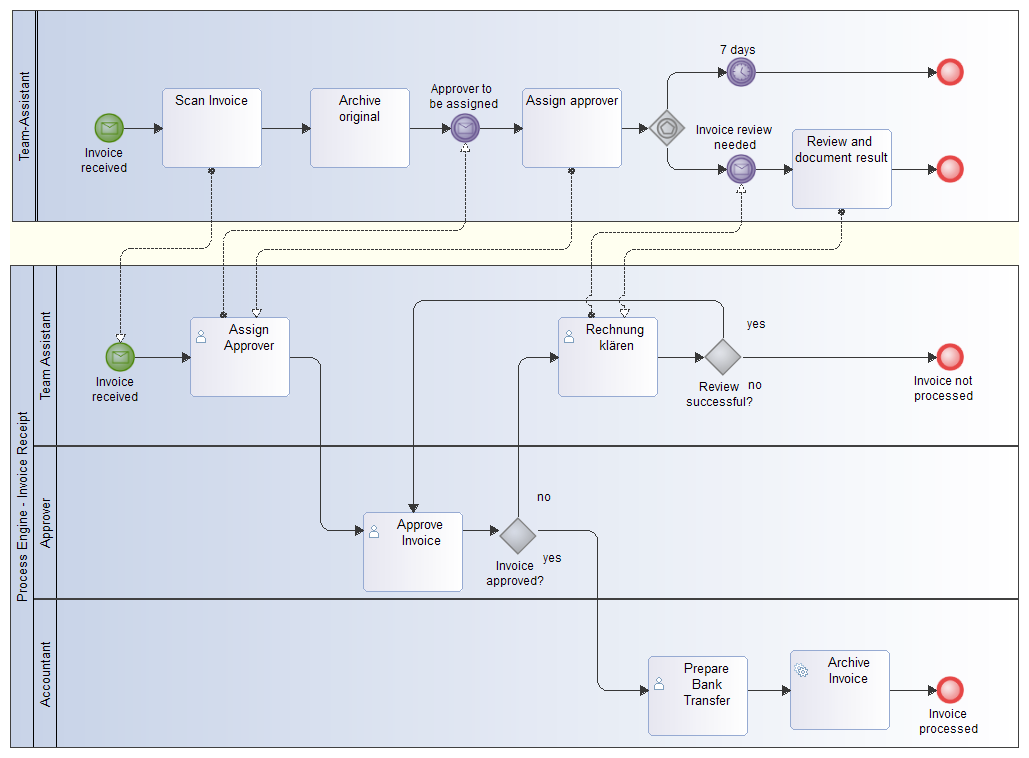 Team-Assistant
Invoice
received
Scan Invoice
Archive
original
Approver to
be assigned
Assign approver
7 days
Invoice review
needed
Review and
document result
Process Engine - Invoice Receipt
Team Assistant
Invoice
received
Assign
Approver
Rechnung
klären
yes
Review
successful?
no
Invoice not
processed
Approver
Approve
Invoice
no
Invoice
approved?
yes
Accountant
Prepare
Bank
Transfer
Archive
Invoice
Invoice
processed